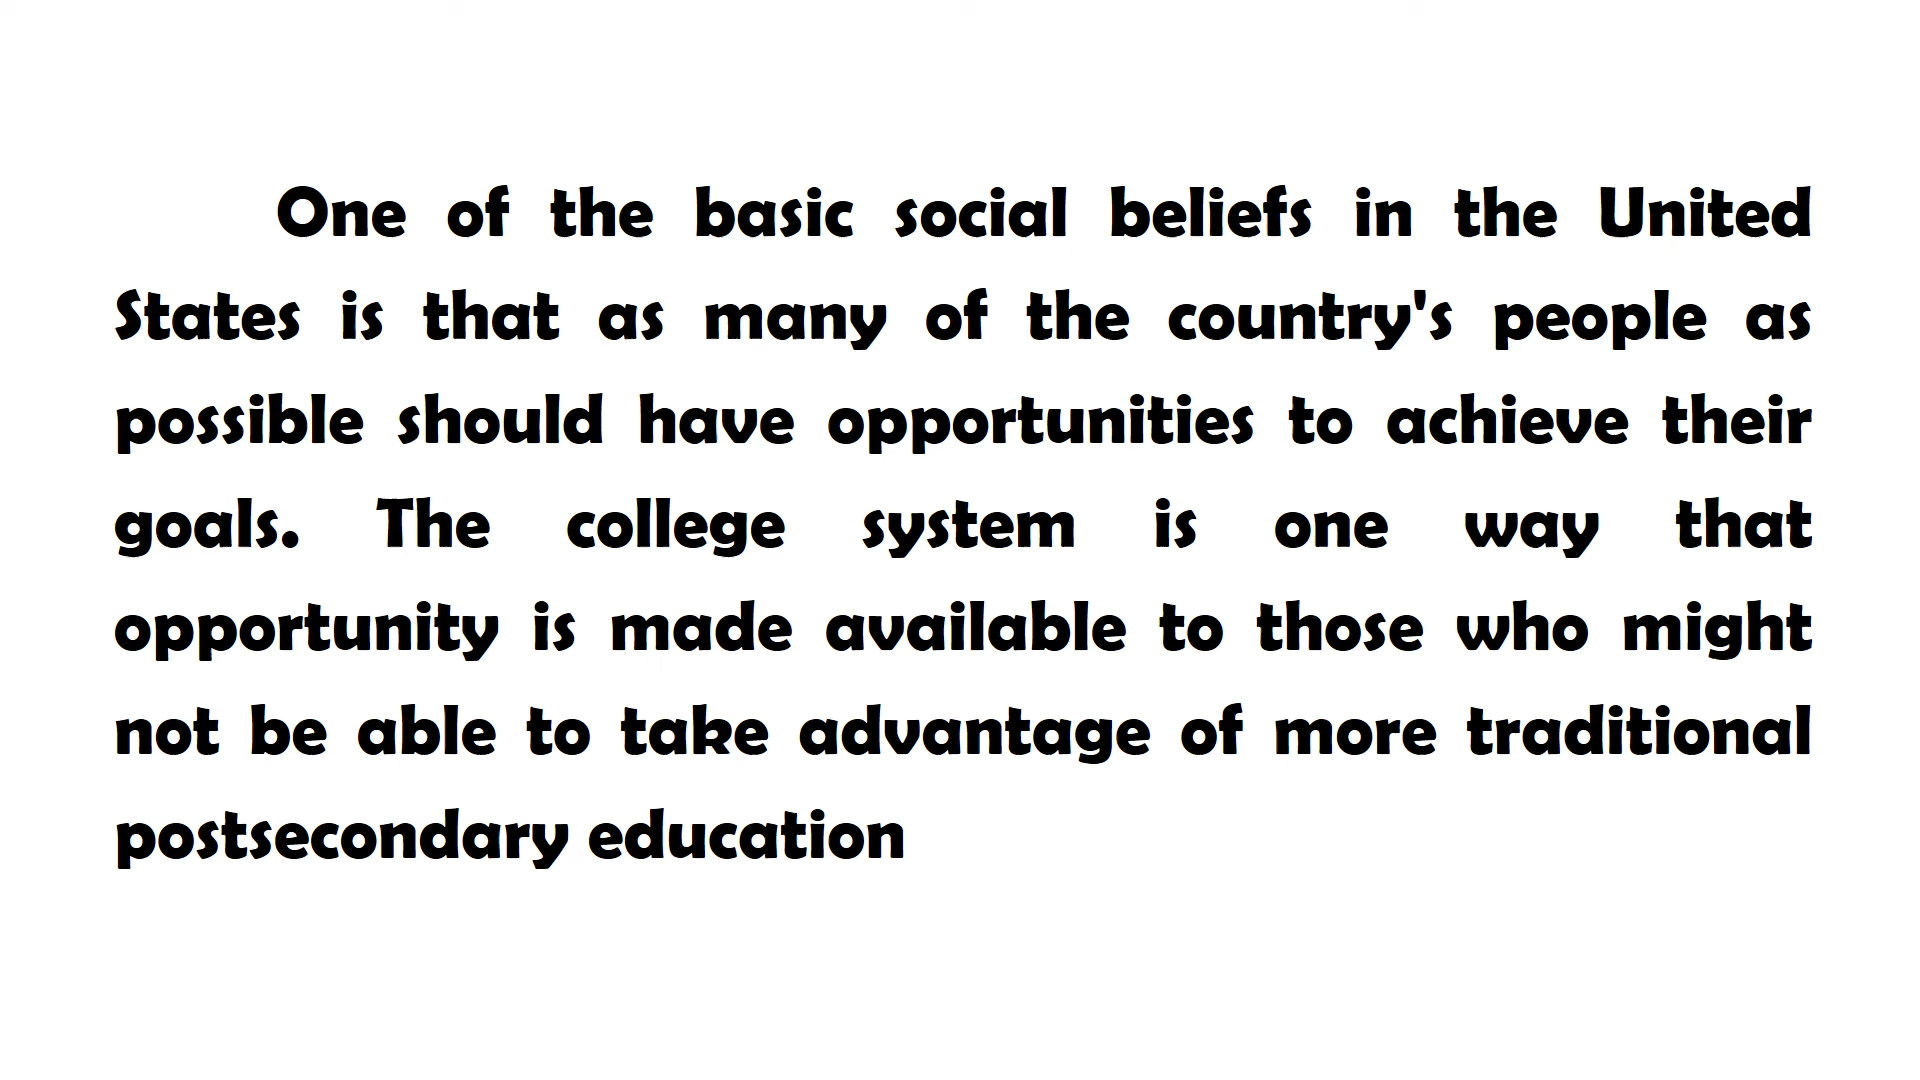 One of the basic social beliefs in the United
States is that as many of the country's people as
possible should have opportunities to achieve their
goals. The college system is one way that
opportunity is made available to those who might
not be able to take advantage of more traditional
postsecondary education